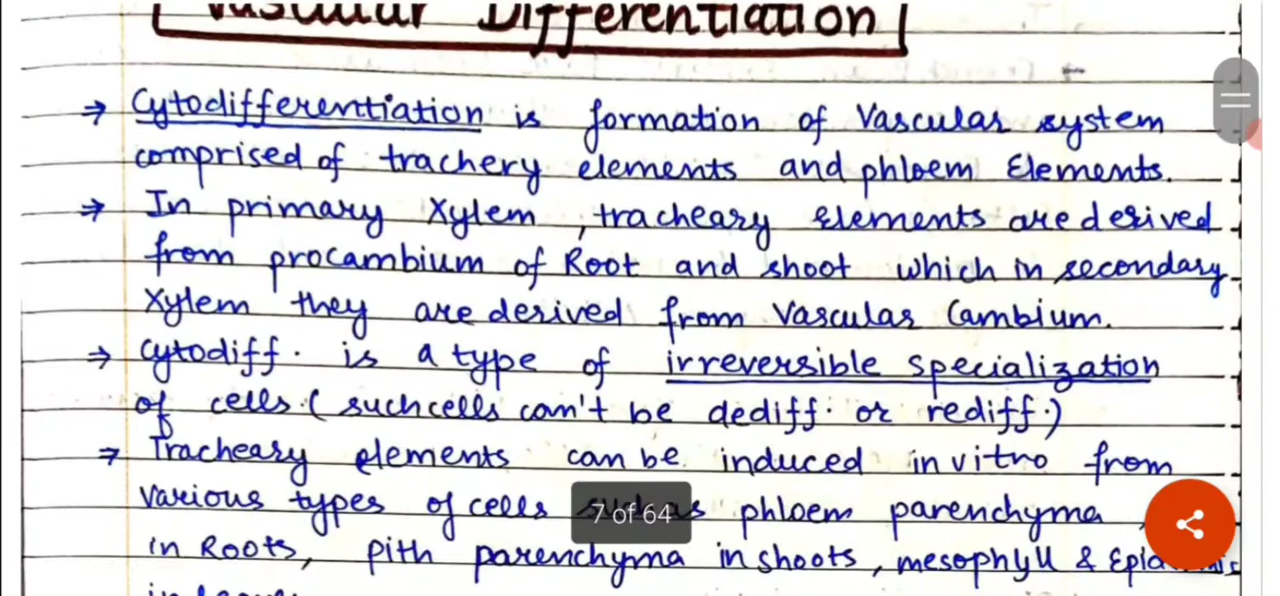 Vascular Differentiation
⇒ Cytodifferentiation is formation of Vascular system
comprised of trachery elements and phloem Elements.
⇒ In primary Xylem, tracheary elements are derived
from procambium of Root and shoot which in secondary
Xylem they are derived from Vascular Cambium.
⇒ Cytodiff. is a type of irreversible specialization
of cells. (such cells can't be dediff. or rediff.)
⇒ Tracheary elements can be induced in vitro from
various types of cells as phloem parenchyma,
7 of 64
in Roots, pith parenchyma in shoots, mesophyll &